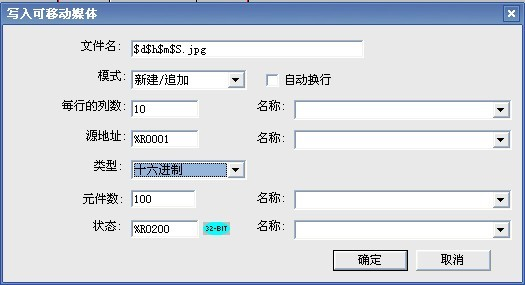 写入可移动媒体
文件名: $d$h$m$S.jpg
模式: 新建/追加 自动换行
每行的列数: 10 名称:
源地址: %R0001 名称:
类型: 十六进制
元件数: 100 名称:
状态: %R0200 32-BIT 名称:
确定 取消